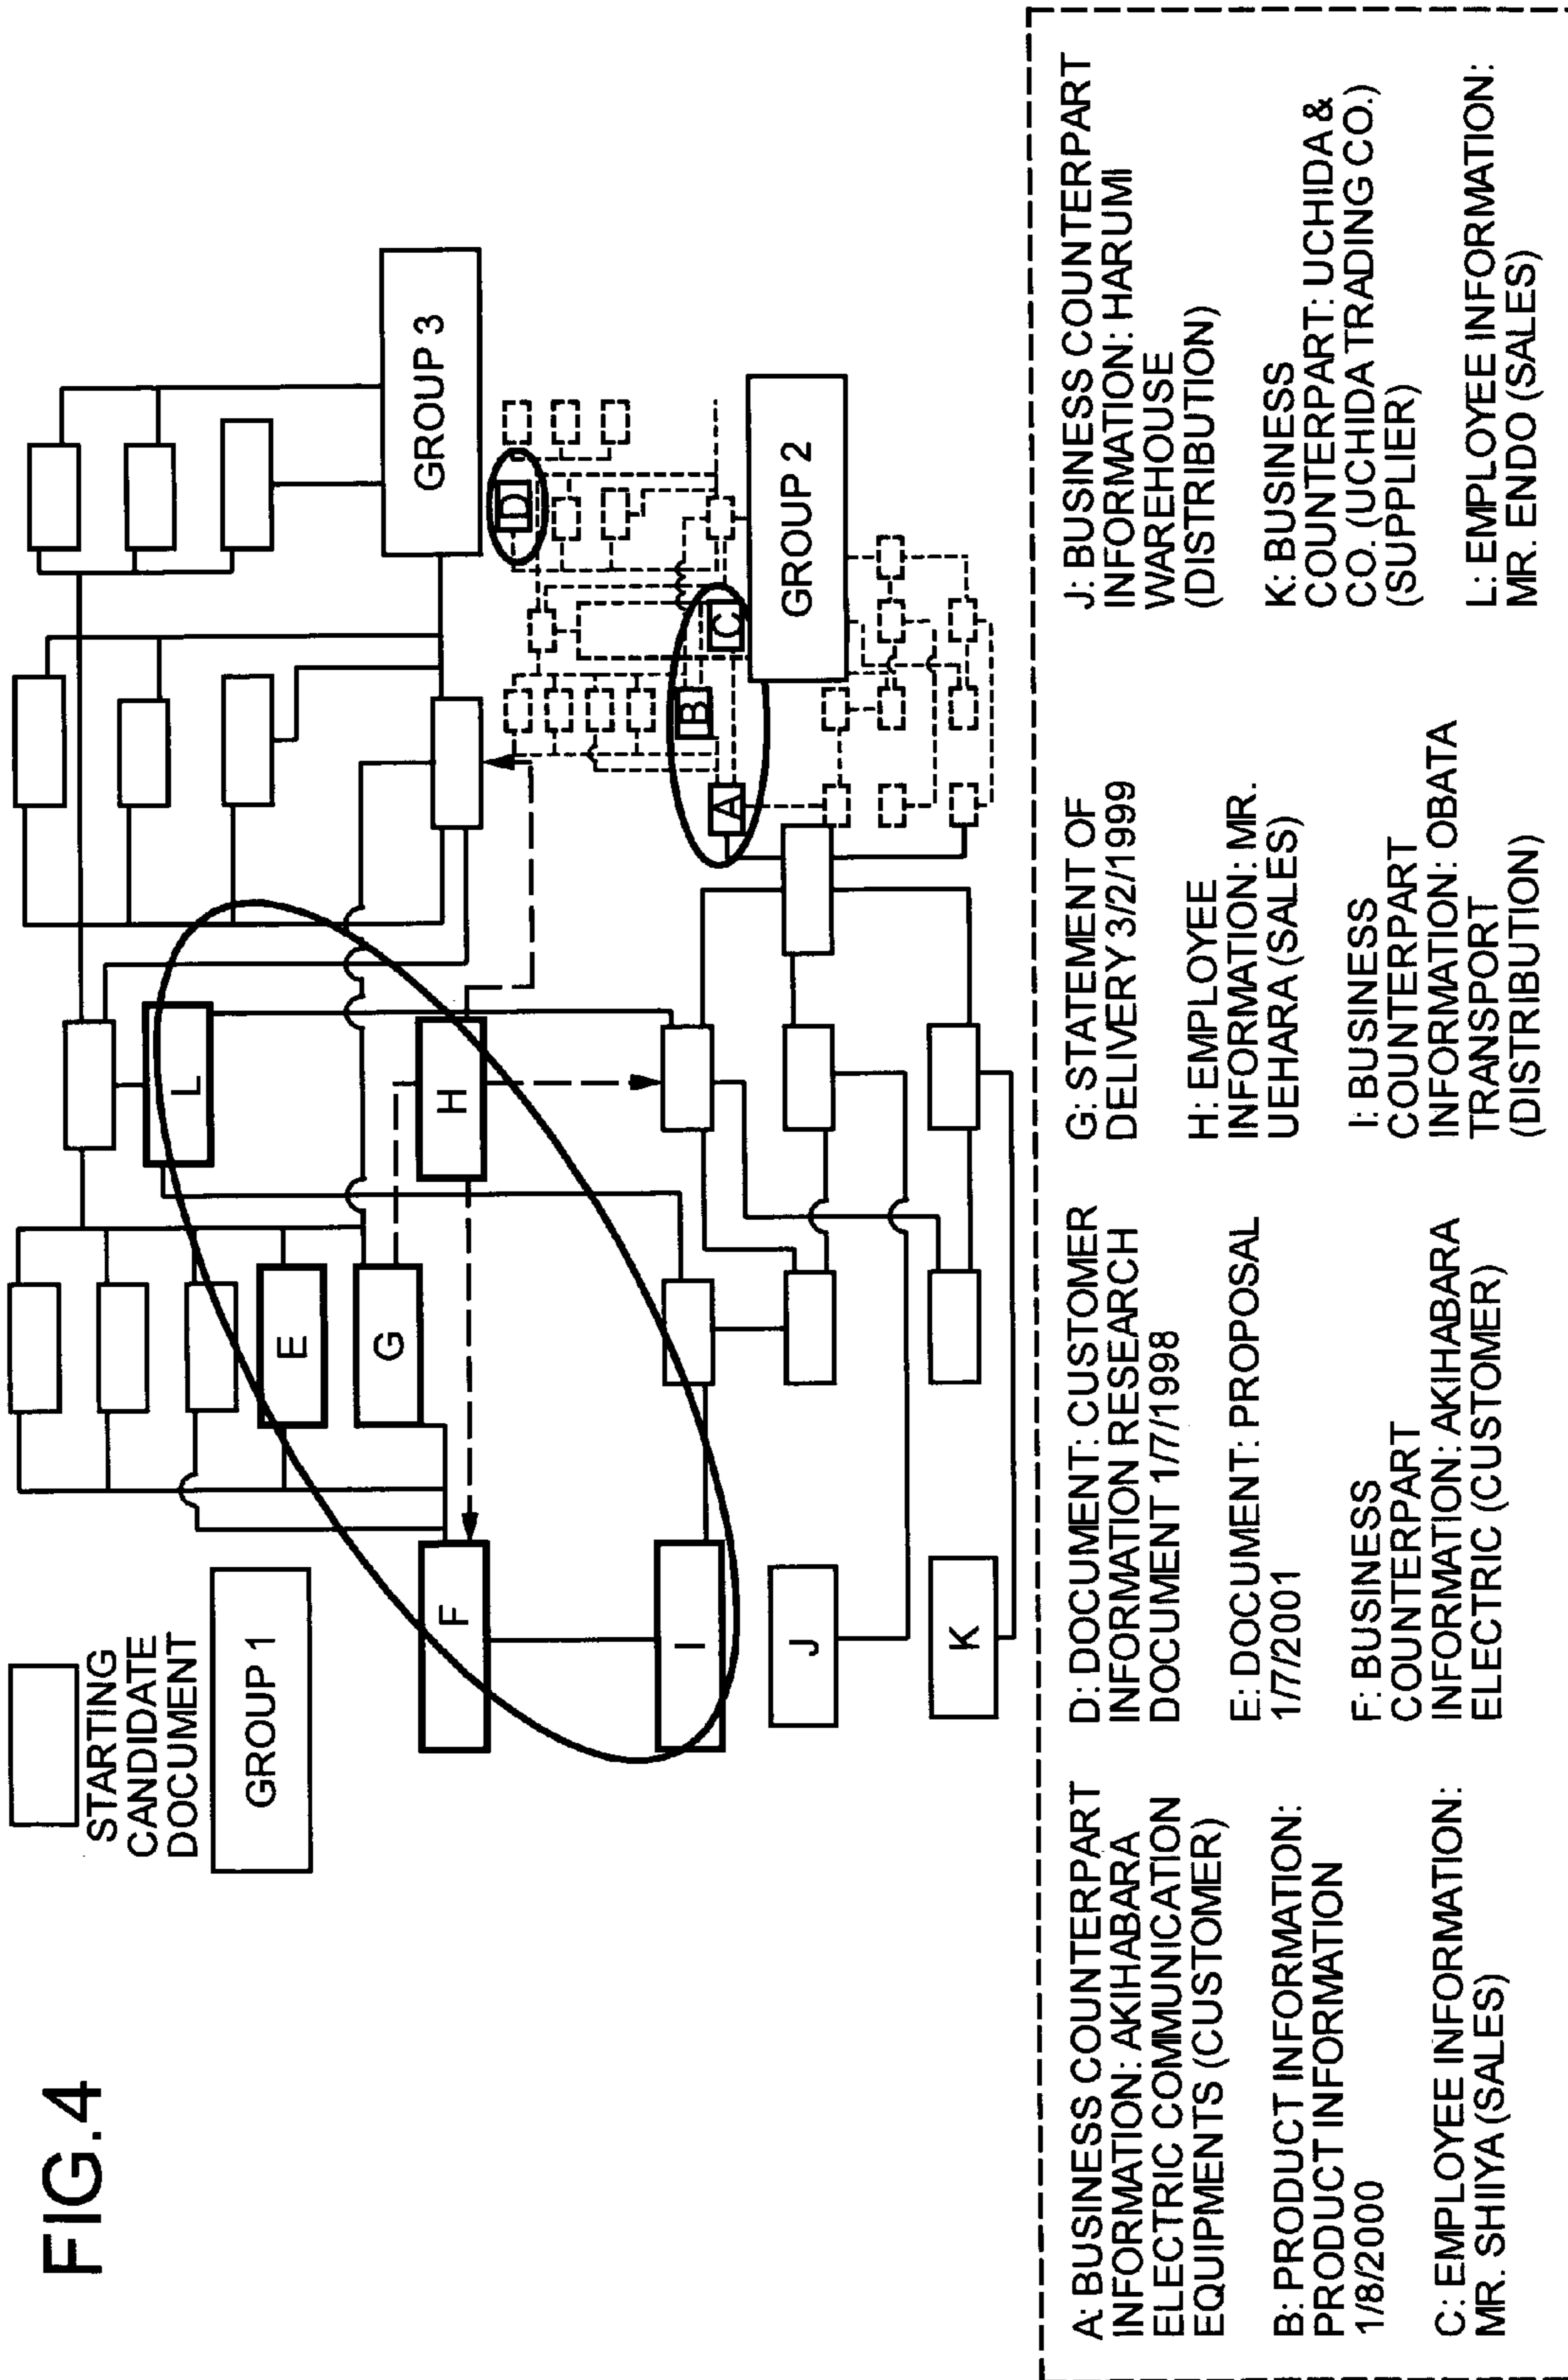 FIG.4
STARTING
CANDIDATE
DOCUMENT
GROUP 1
F
I
J
K
E
G
L
H
A
B
C
D
GROUP 2
GROUP 3
A: BUSINESS COUNTERPART
INFORMATION: AKIHABARA
ELECTRIC COMMUNICATION
EQUIPMENTS (CUSTOMER)
B: PRODUCT INFORMATION:
PRODUCT INFORMATION
1/8/2000
C: EMPLOYEE INFORMATION:
MR. SHIIYA (SALES)
D: DOCUMENT: CUSTOMER
INFORMATION RESEARCH
DOCUMENT 1/7/1998
E: DOCUMENT: PROPOSAL
1/7/2001
F: BUSINESS
COUNTERPART
INFORMATION: AKIHABARA
ELECTRIC (CUSTOMER)
G: STATEMENT OF
DELIVERY 3/2/1999
H: EMPLOYEE
INFORMATION: MR.
UEHARA (SALES)
I: BUSINESS
COUNTERPART
INFORMATION: OBATA
TRANSPORT
(DISTRIBUTION)
J: BUSINESS COUNTERPART
INFORMATION: HARUMI
WAREHOUSE
(DISTRIBUTION)
K: BUSINESS
COUNTERPART: UCHIDA &
CO. (UCHIDA TRADING CO.)
(SUPPLIER)
L: EMPLOYEE INFORMATION:
MR. ENDO (SALES)